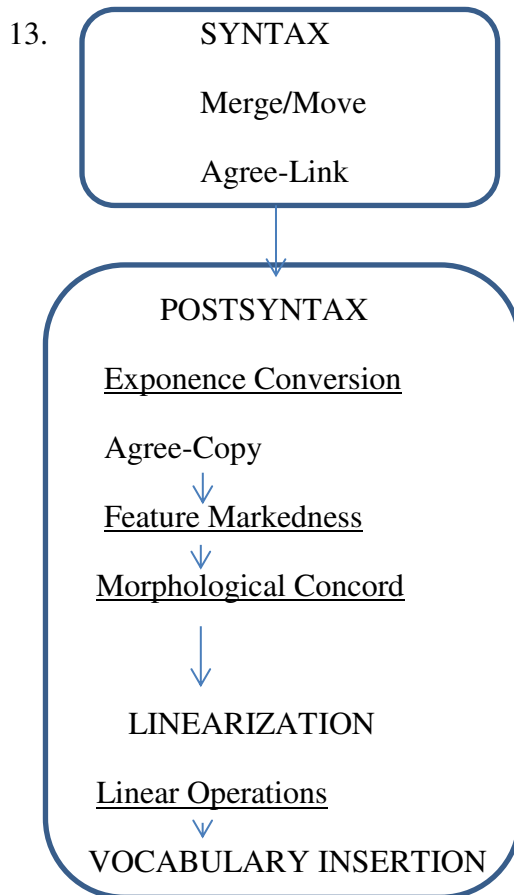 13. SYNTAX
Merge/Move
Agree-Link
POSTSYNTAX
Exponence Conversion
Agree-Copy
Feature Markedness
Morphological Concord
LINEARIZATION
Linear Operations
VOCABULARY INSERTION